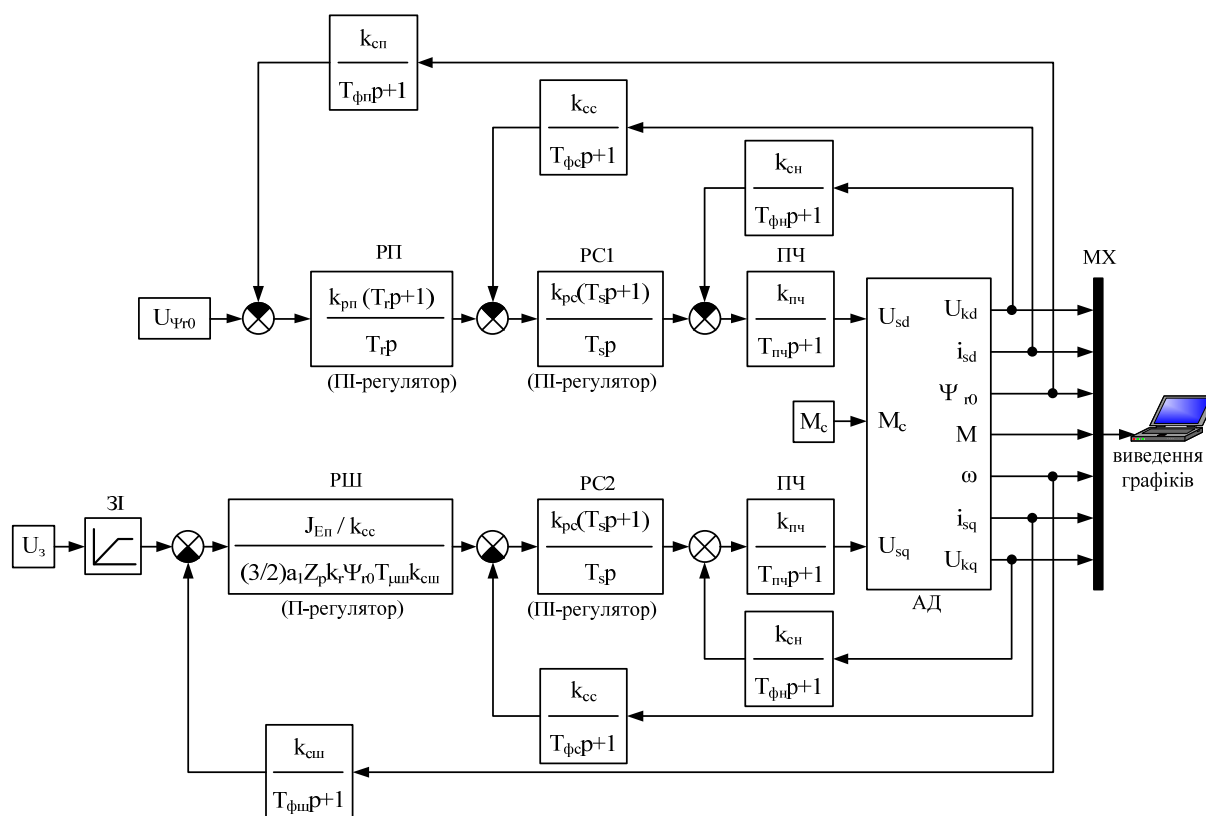 k_сп
T_фп p+1
k_сс
T_фс p+1
k_сн
T_фн p+1
РП
РС1
ПЧ
МХ
U_Ψr0
k_рп (T_r p+1)
T_r p
(ПІ-регулятор)
k_рс(T_s p+1)
T_s p
(ПІ-регулятор)
k_пч
T_пч p+1
U_sd
U_kd
i_sd
Ψ_r0
M_c
M_c
M
ω
i_sq
U_sq
U_kq
АД
виведення
графіків
ЗІ
РШ
РС2
ПЧ
U_з
J_Еп / k_сс
(3/2)a_1 Z_p k_r Ψ_r0 T_μш k_сш
(П-регулятор)
k_рс(T_s p+1)
T_s p
(ПІ-регулятор)
k_пч
T_пч p+1
k_сн
T_фн p+1
k_сс
T_фс p+1
k_сш
T_фш p+1